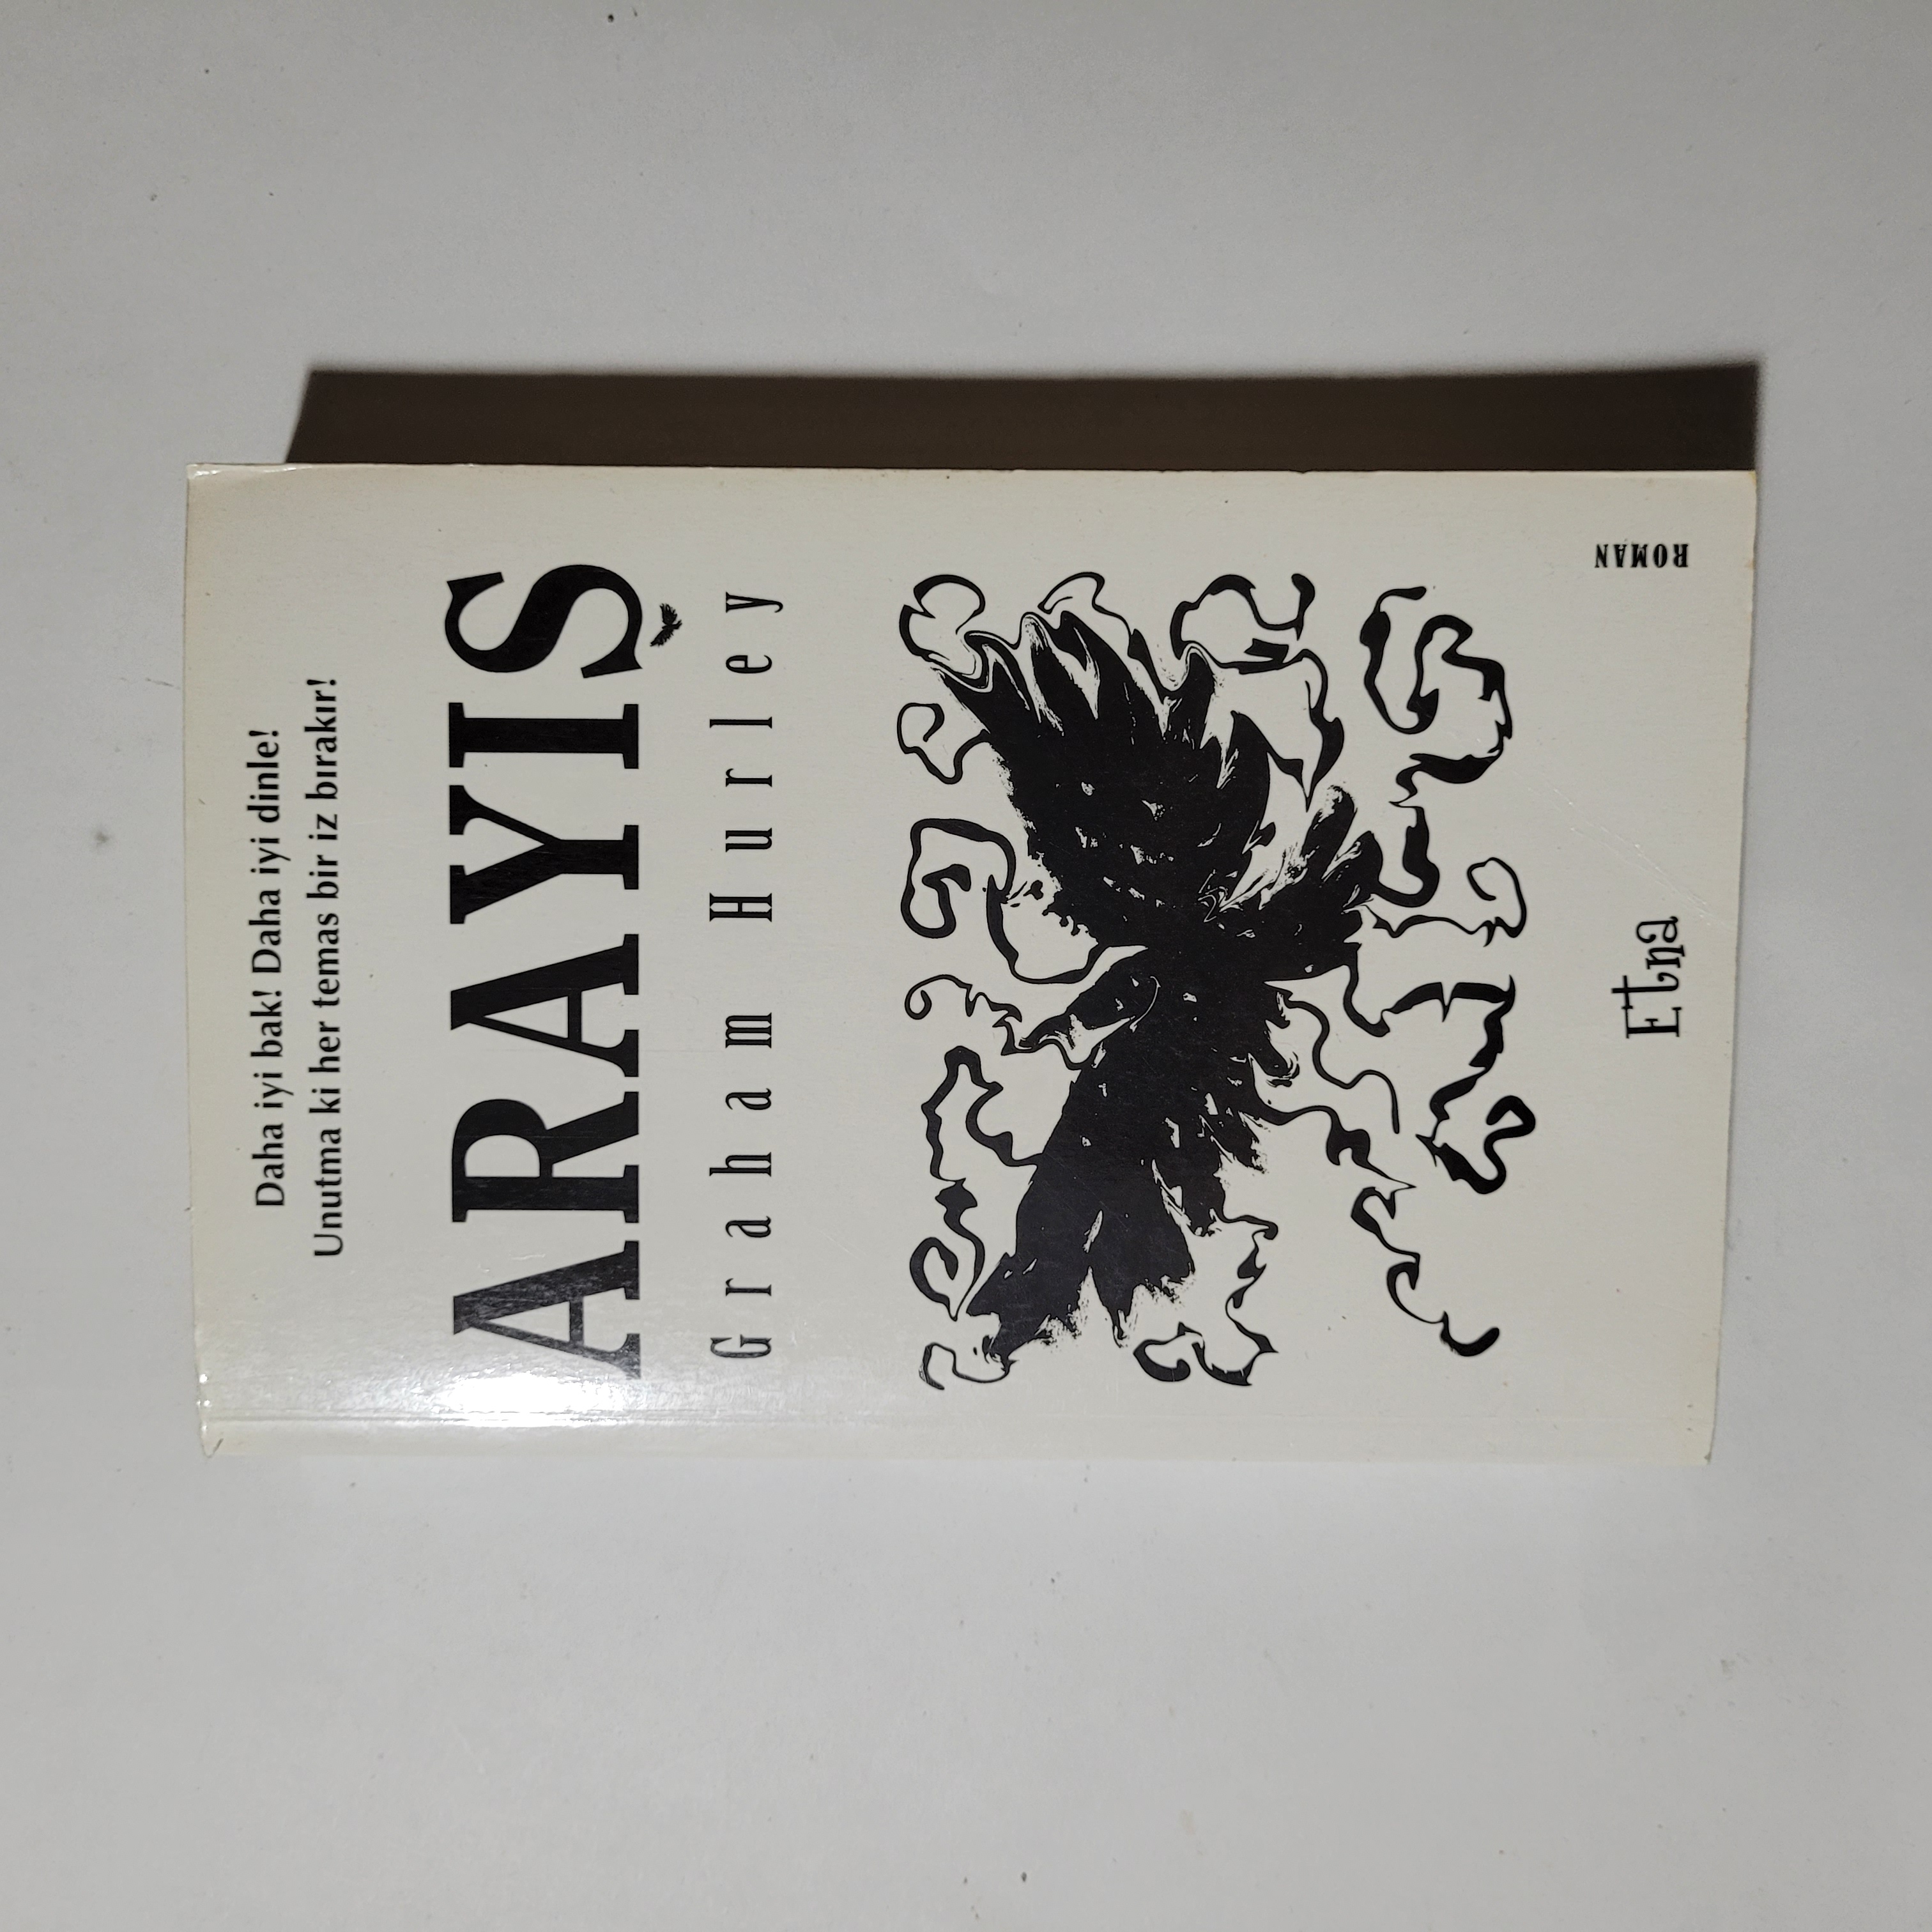 Daha iyi bak! Daha iyi dinle!
Unutma ki her temas bir iz bırakır!
ARAYIŞ
Graham Hurley
Etna
ROMAN